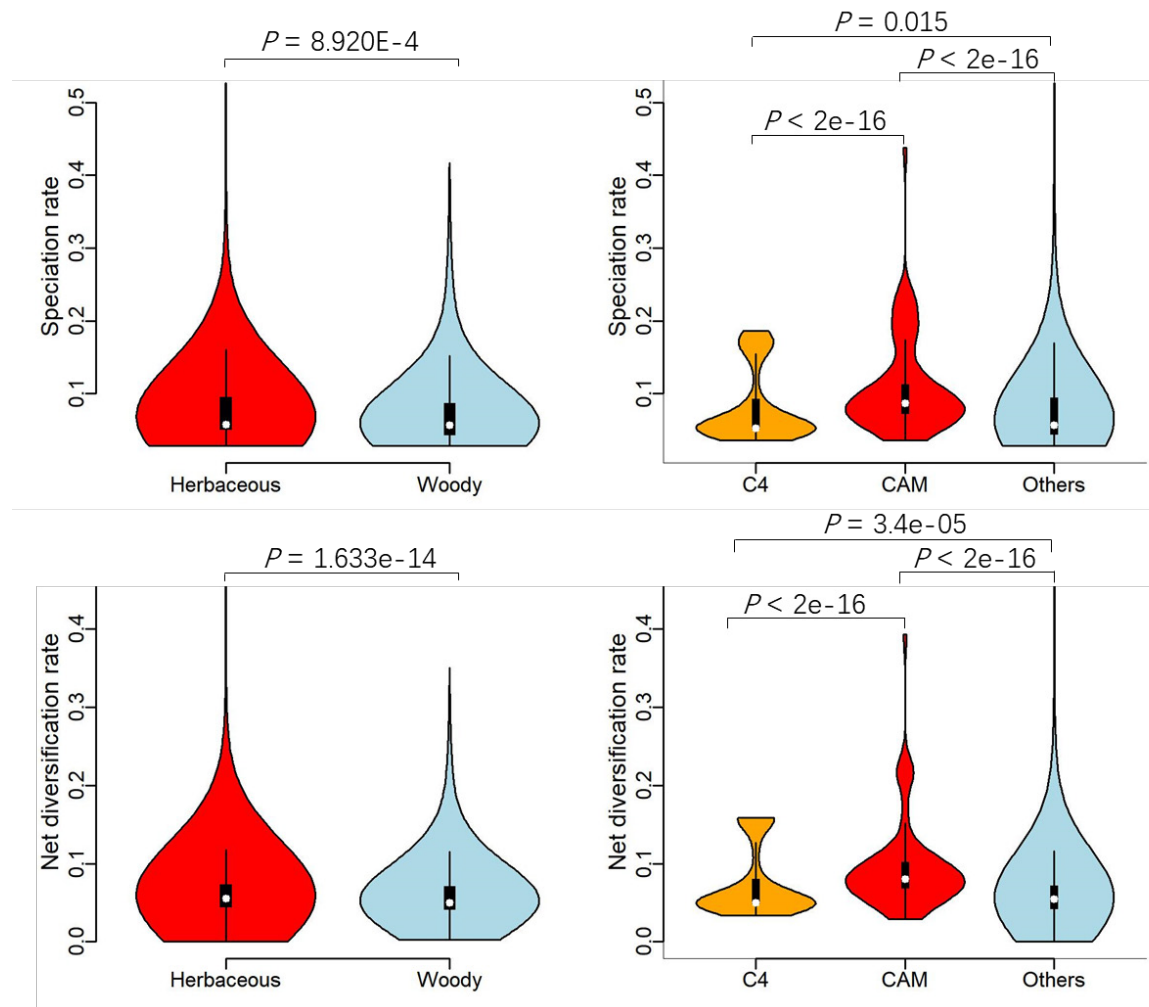 P = 8.920E-4
Speciation rate
0.5
0.4
0.3
0.2
0.1
Herbaceous
Woody
P = 0.015
P < 2e-16
P < 2e-16
Speciation rate
0.5
0.4
0.3
0.2
0.1
C4
CAM
Others
P = 1.633e-14
Net diversification rate
0.4
0.3
0.2
0.1
0.0
Herbaceous
Woody
P = 3.4e-05
P < 2e-16
P < 2e-16
Net diversification rate
0.4
0.3
0.2
0.1
0.0
C4
CAM
Others